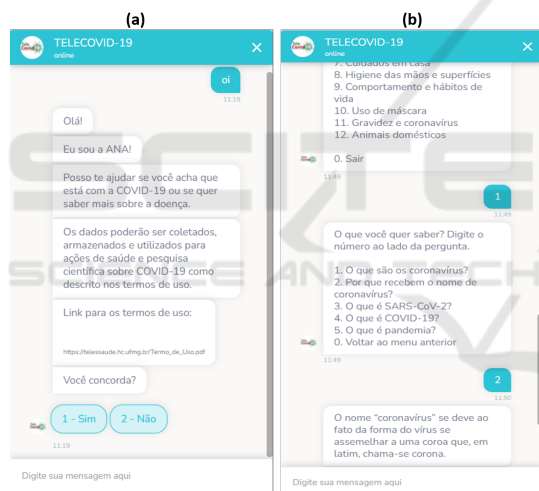 (a)
TELECOVID-19
online
oi
11:19
Olá!
Eu sou a ANA!
Posso te ajudar se você acha que
está com a COVID-19 ou se quer
saber mais sobre a doença.
Os dados poderão ser coletados,
armazenados e utilizados para
ações de saúde e pesquisa
científica sobre COVID-19 como
descrito nos termos de uso.
Link para os termos de uso:
https://telessaude.hc.ufmg.br/Termo_de_Uso.pdf
Você concorda?
1 - Sim
2 - Não
11:19
Digite sua mensagem aqui
(b)
TELECOVID-19
online
7. Cuidados em casa
8. Higiene das mãos e superfícies
9. Comportamento e hábitos de
vida
10. Uso de máscara
11. Gravidez e coronavírus
12. Animais domésticos
0. Sair
11:49
1
11:49
O que você quer saber? Digite o
número ao lado da pergunta.
1. O que são os coronavírus?
2. Por que recebem o nome de
coronavírus?
3. O que é SARS-CoV-2?
4. O que é COVID-19?
5. O que é pandemia?
0. Voltar ao menu anterior
11:49
2
11:50
O nome “coronavírus” se deve ao
fato da forma do vírus se
assemelhar a uma coroa que, em
latim, chama-se corona.
Digite sua mensagem aqui